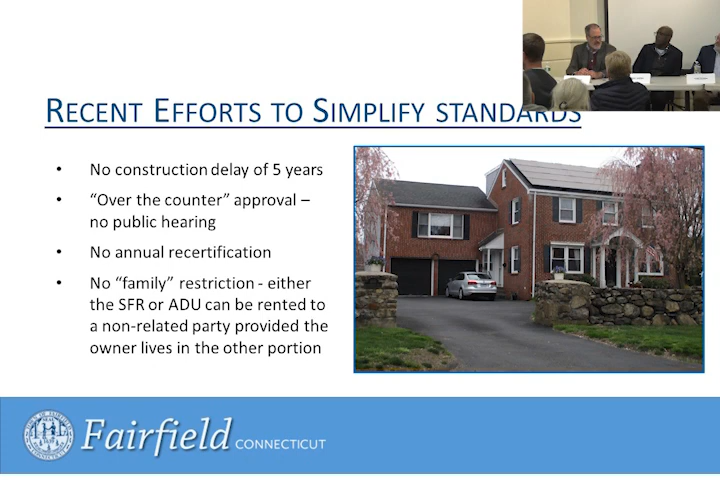 RECENT EFFORTS TO SIMPLIFY STANDARDS
• No construction delay of 5 years
• “Over the counter” approval –
no public hearing
• No annual recertification
• No “family” restriction - either
the SFR or ADU can be rented to
a non-related party provided the
owner lives in the other portion
Fairfield CONNECTICUT